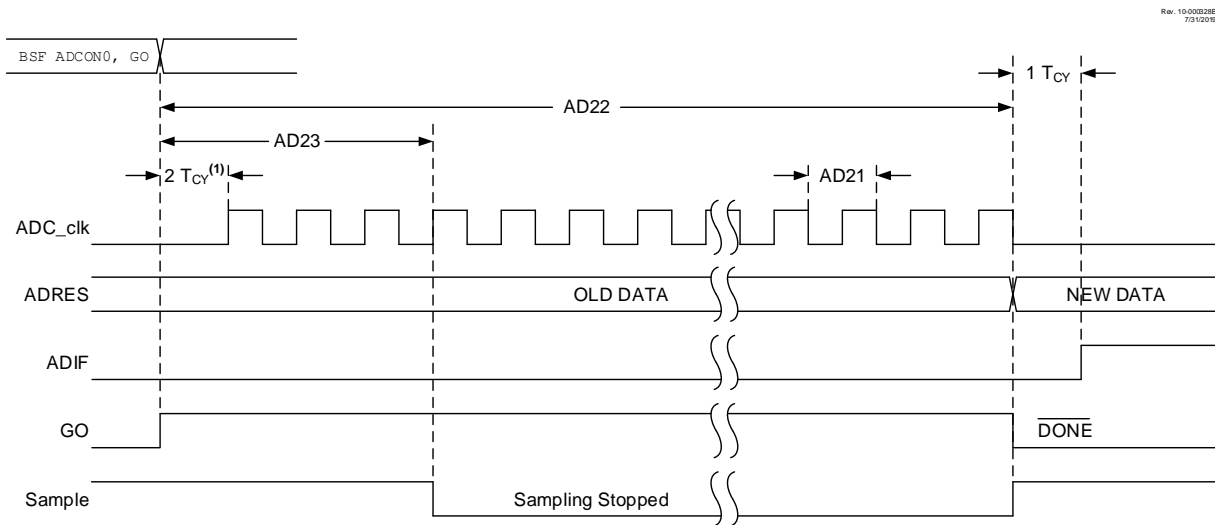 Rev. 10-000328B
7/31/2019
BSF ADCON0, GO
1 TCY
AD22
AD23
2 TCY(1)
AD21
ADC_clk
ADRES
OLD DATA
NEW DATA
ADIF
GO
DONE
Sample
Sampling Stopped